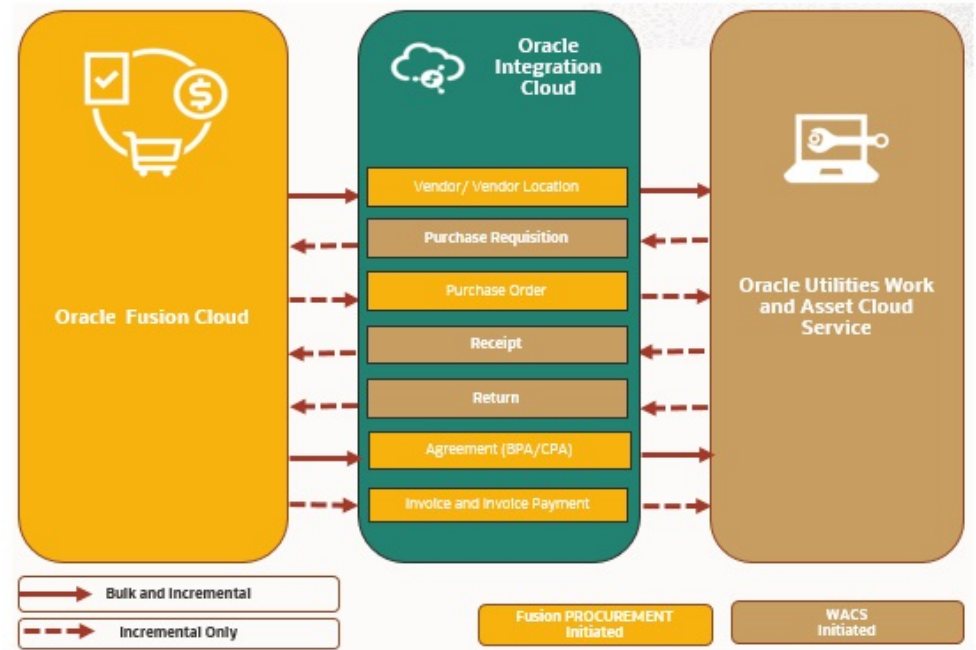 Oracle
Integration
Cloud
Vendor/ Vendor Location
Purchase Requisition
Purchase Order
Receipt
Return
Agreement (BPA/CPA)
Invoice and Invoice Payment
Oracle Fusion Cloud
Oracle Utilities Work
and Asset Cloud
Service
Bulk and Incremental
Incremental Only
Fusion PROCUREMENT
Initiated
WACS
Initiated